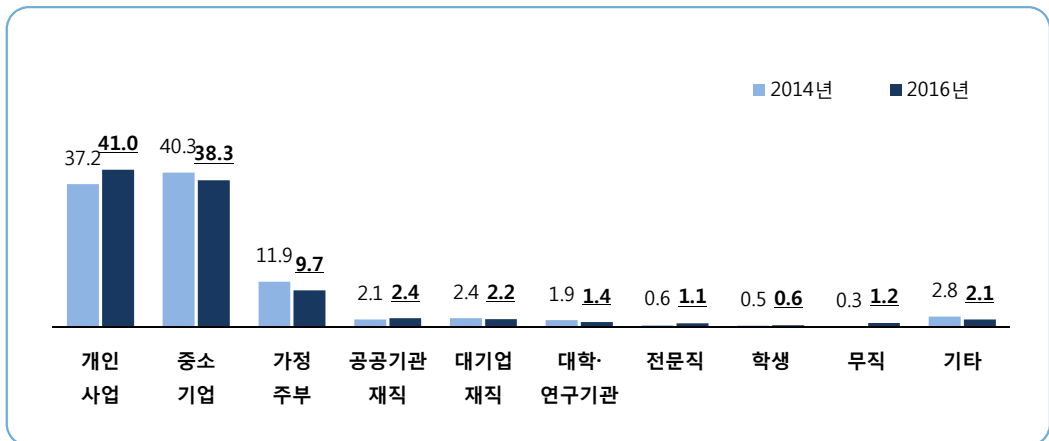 2014년 2016년
37.2 41.0 40.3 38.3 11.9 9.7 2.1 2.4 2.4 2.2 1.9 1.4 0.6 1.1 0.5 0.6 0.3 1.2 2.8 2.1
개인 중소 가정 공공기관 대기업 대학· 전문직 학생 무직 기타
사업 기업 주부 재직 재직 연구기관